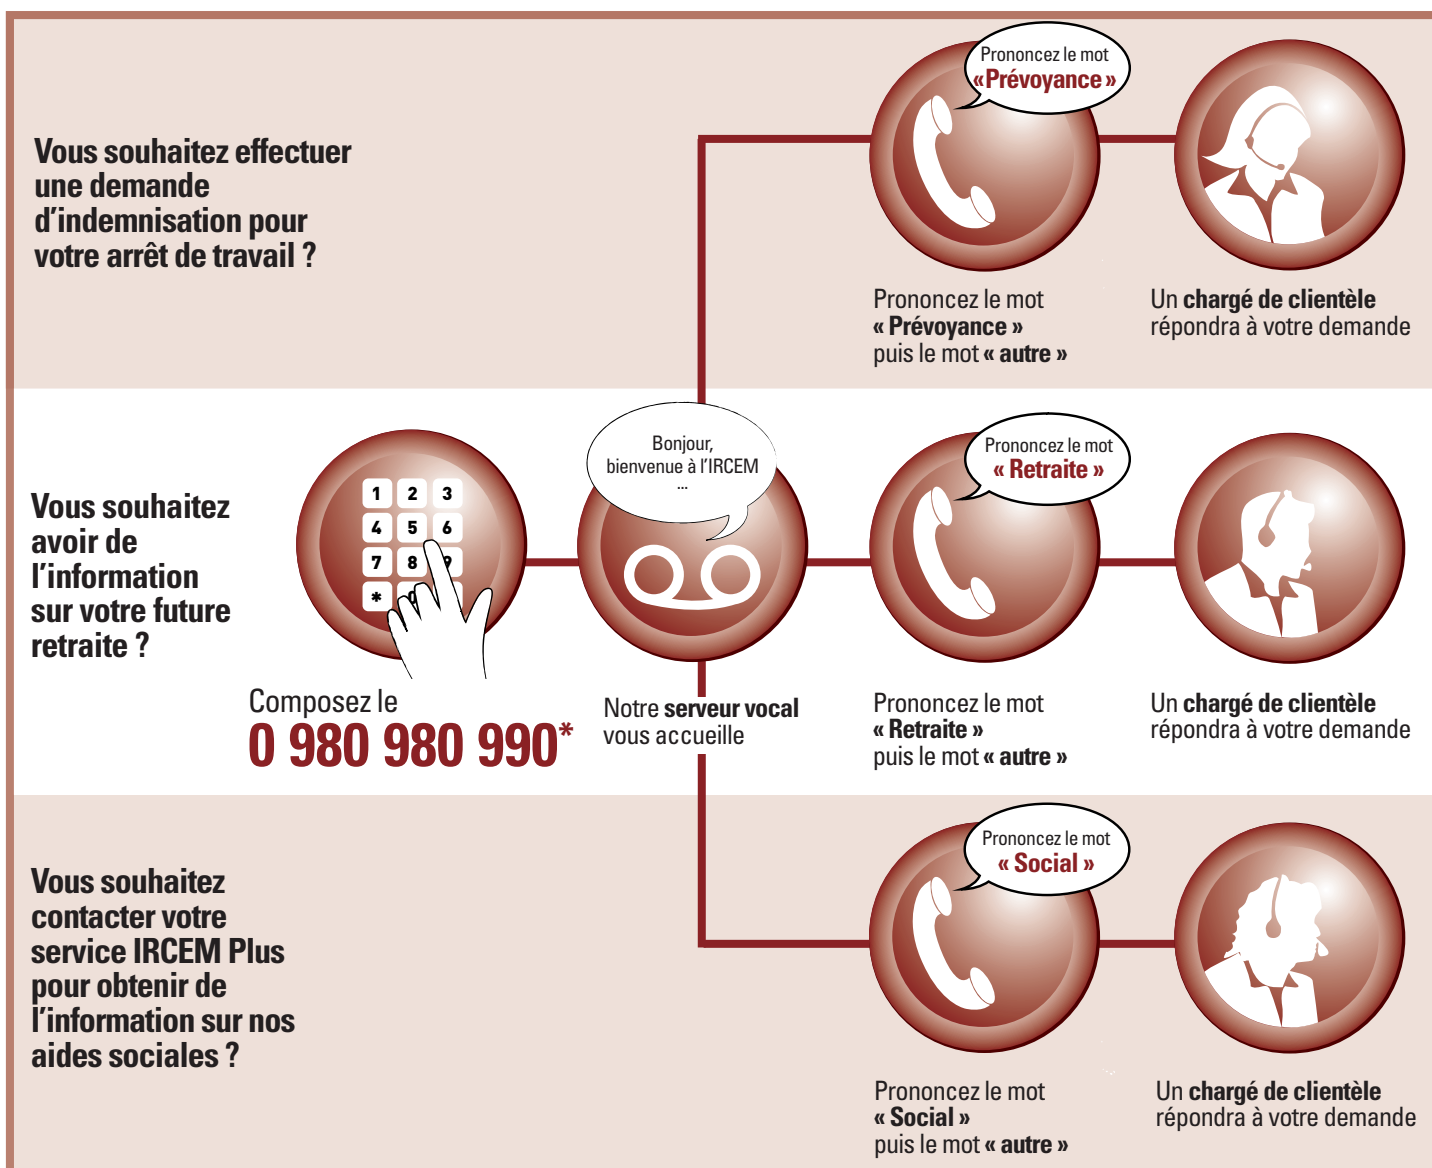 Prononcez le mot
« Prévoyance »
Vous souhaitez effectuer
une demande
d'indemnisation pour
votre arrêt de travail ?
Prononcez le mot
« Prévoyance »
puis le mot « autre »
Un chargé de clientèle
répondra à votre demande
Vous souhaitez
avoir de
l'information
sur votre future
retraite ?
1 2 3
4 5 6
7 8 9
*
Composez le
0 980 980 990*
Bonjour,
bienvenue à l'IRCEM
...
Notre serveur vocal
vous accueille
Prononcez le mot
« Retraite »
Prononcez le mot
« Retraite »
puis le mot « autre »
Un chargé de clientèle
répondra à votre demande
Vous souhaitez
contacter votre
service IRCEM Plus
pour obtenir de
l'information sur nos
aides sociales ?
Prononcez le mot
« Social »
Prononcez le mot
« Social »
puis le mot « autre »
Un chargé de clientèle
répondra à votre demande